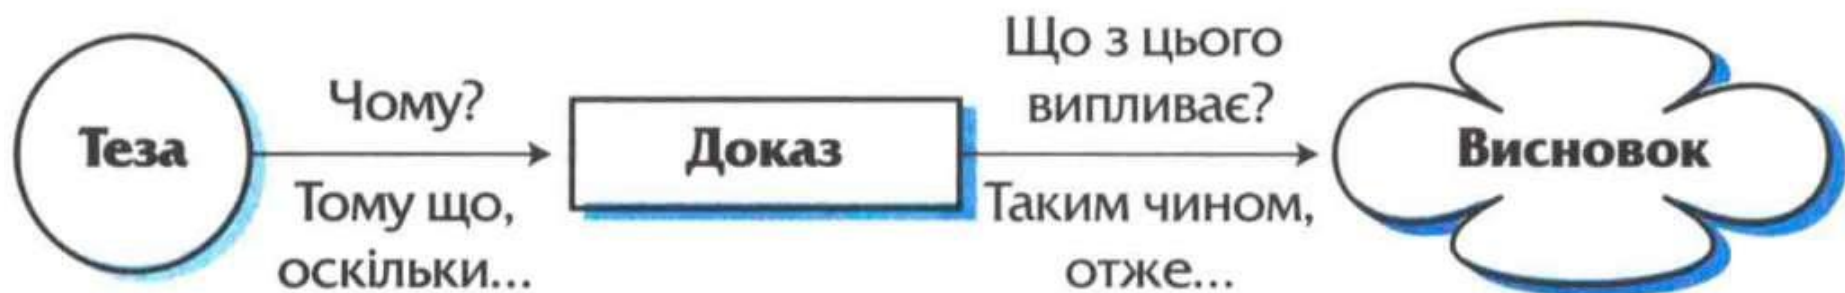 Теза
Чому?
Тому що,
оскільки...
Доказ
Що з цього
випливає?
Таким чином,
отже...
Висновок